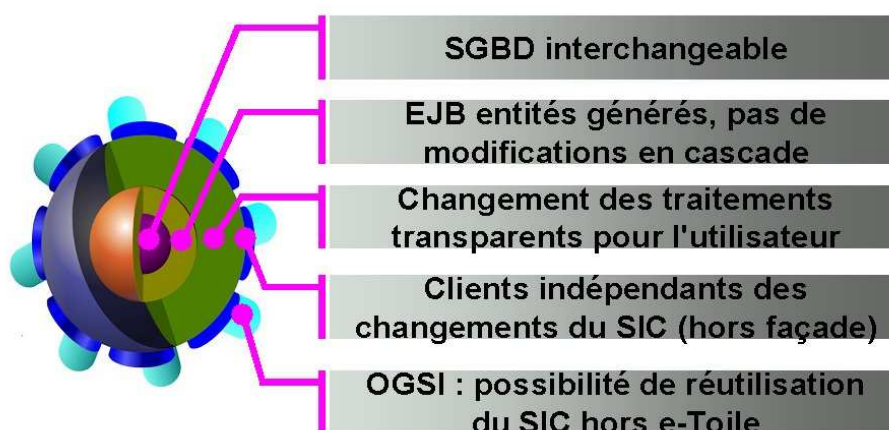 SGBD interchangeable
EJB entités générés, pas de
modifications en cascade
Changement des traitements
transparents pour l'utilisateur
Clients indépendants des
changements du SIC (hors façade)
OGSI : possibilité de réutilisation
du SIC hors e-Toile